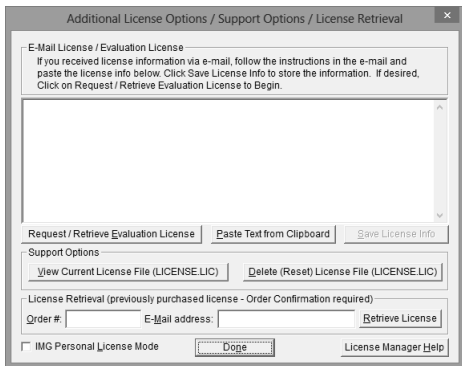 Additional License Options / Support Options / License Retrieval
E-Mail License / Evaluation License
If you received license information via e-mail, follow the instructions in the e-mail and
paste the license info below. Click Save License Info to store the information. If desired,
Click on Request / Retrieve Evaluation License to Begin.
Request / Retrieve Evaluation License Paste Text from Clipboard Save License Info
Support Options
View Current License File (LICENSE.LIC) Delete (Reset) License File (LICENSE.LIC)
License Retrieval (previously purchased license - Order Confirmation required)
Order #: E-Mail address: Retrieve License
IMG Personal License Mode Done License Manager Help